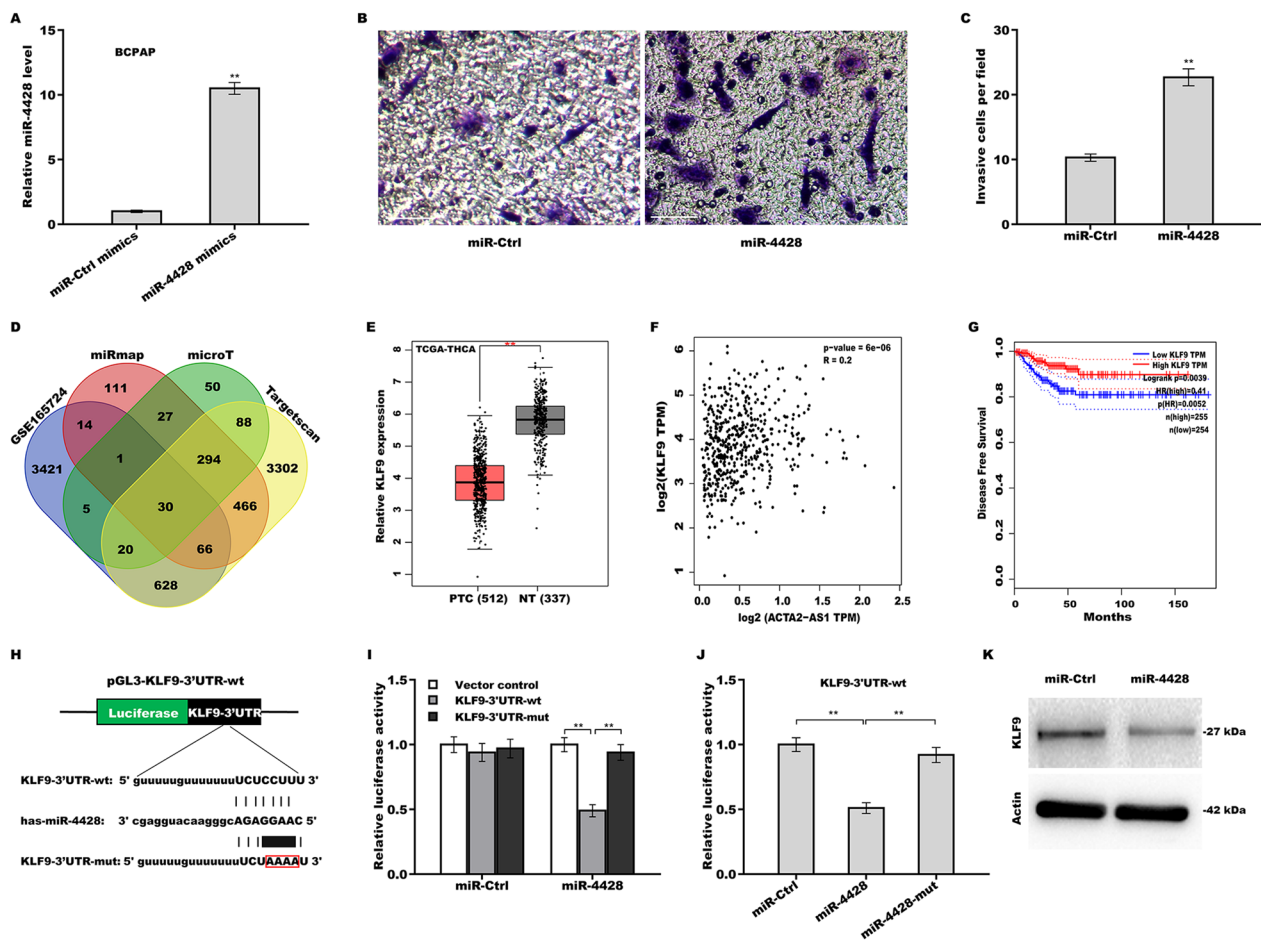 A
Relative miR-4428 level
15
10
5
0
BCPAP
**
miR-Ctrl mimics
miR-4428 mimics
B
miR-Ctrl
miR-4428
C
Invasive cells per field
30
20
10
0
**
miR-Ctrl
miR-4428
D
miRmap
microT
GSE165724
Targetscan
111
50
14
27
88
3421
1
294
3302
5
30
466
20
66
628
E
Relative KLF9 expression
TCGA-THCA
**
8
7
6
5
4
3
2
1
PTC (512)
NT (337)
F
log2(KLF9 TPM)
p-value = 6e-06
R = 0.2
6
5
4
3
2
1
0.0
0.5
1.0
1.5
2.0
2.5
log2 (ACTA2−AS1 TPM)
G
Disease Free Survival
1.0
0.8
0.6
0.4
0.2
0.0
Low KLF9 TPM
High KLF9 TPM
Logrank p=0.0039
HR(high)=0.41
p(HR)=0.0052
n(high)=255
n(low)=254
0
50
100
150
Months
H
pGL3-KLF9-3'UTR-wt
Luciferase
KLF9-3'UTR
KLF9-3'UTR-wt: 5' guuuuuguuuuuuuUCUCCUUU 3'
has-miR-4428: 3' cgagguacaagggcAGAGGAAC 5'
KLF9-3'UTR-mut: 5' guuuuuguuuuuuuUCUAAAAU 3'
I
Relative luciferase activity
1.5
1.0
0.5
0.0
Vector control
KLF9-3'UTR-wt
KLF9-3'UTR-mut
**
**
miR-Ctrl
miR-4428
J
Relative luciferase activity
1.5
1.0
0.5
0.0
KLF9-3'UTR-wt
**
**
miR-Ctrl
miR-4428
miR-4428-mut
K
miR-Ctrl
miR-4428
KLF9
-27 kDa
Actin
-42 kDa